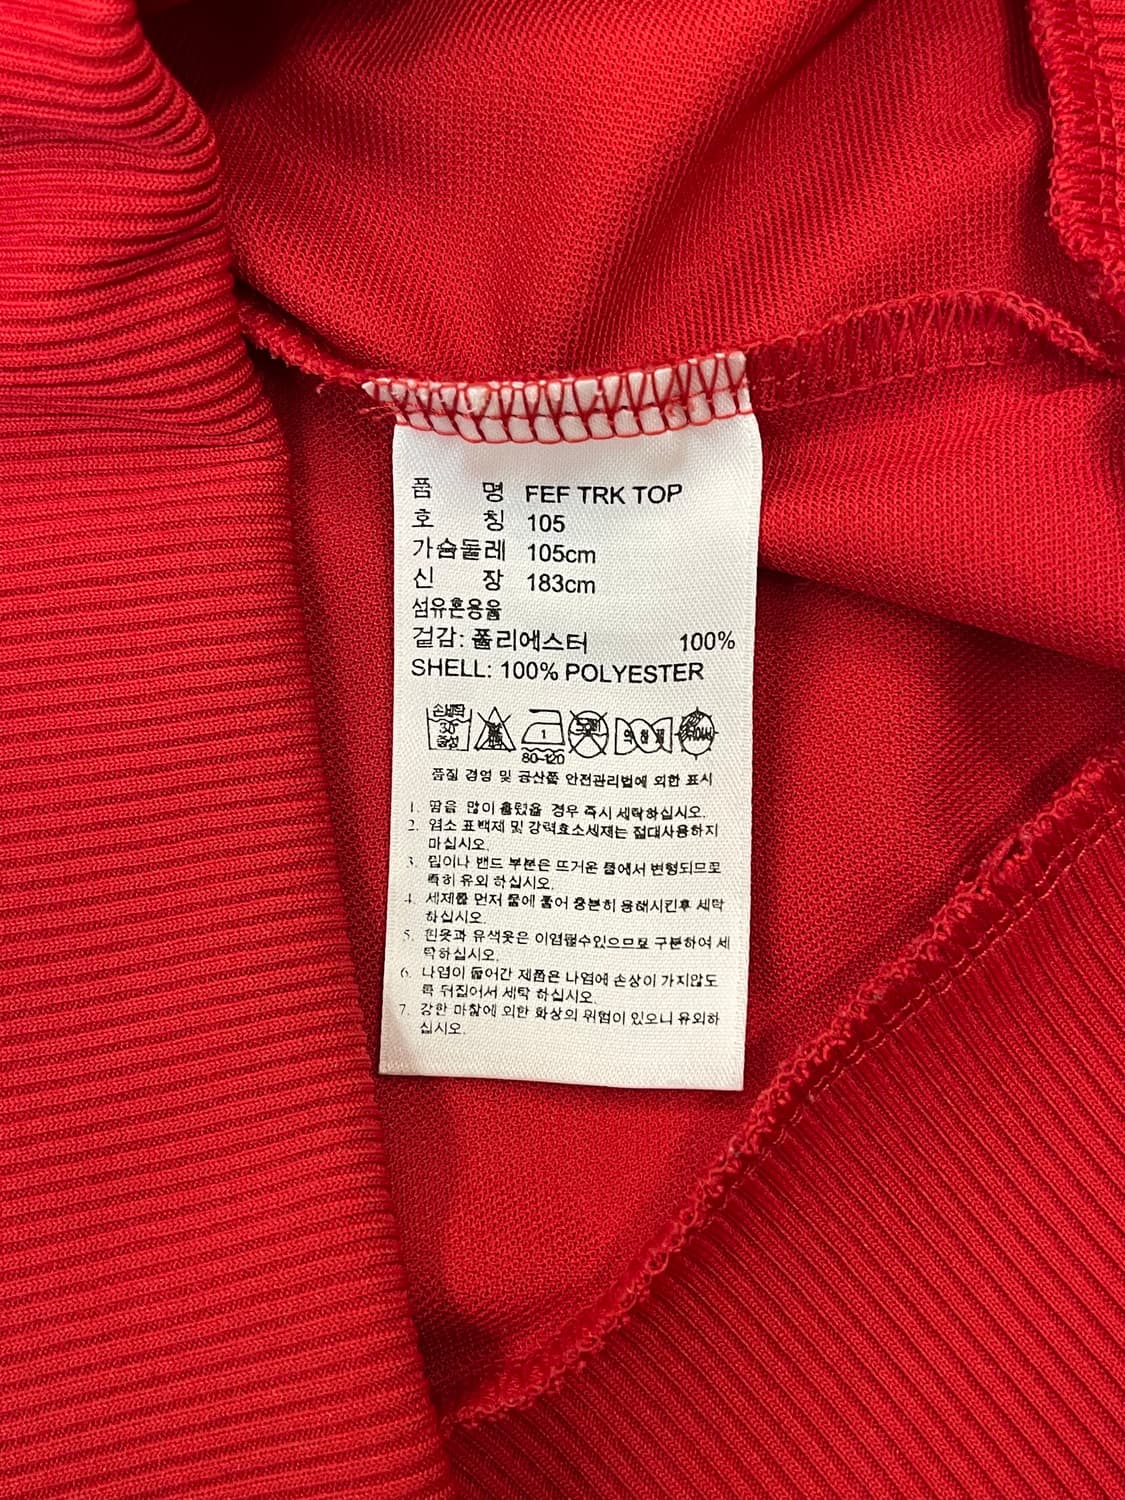 품 명 FEF TRK TOP
호 칭 105
가슴둘레 105cm
신 장 183cm
섬유혼용율
겉감: 폴리에스터 100%
SHELL: 100% POLYESTER
손세탁
30° 1
중성
80~120
품질 경영 및 공산품 안전관리법에 의한 표시
1. 땀을 많이 흘렸을 경우 즉시 세탁하십시오.
2. 염소 표백제 및 강력효소세제는 절대사용하지
마십시오.
3. 립이나 밴드 부분은 뜨거운 물에서 변형되므로
특히 유의 하십시오.
4. 세제를 먼저 물에 풀어 충분히 용해시킨후 세탁
하십시오.
5. 흰옷과 유색옷은 이염될수있으므로 구분하여 세
탁하십시오.
6. 나염이 들어간 제품은 나염에 손상이 가지않도
록 뒤집어서 세탁 하십시오.
7. 강한 마찰에 의한 화상의 위험이 있으니 유의하
십시오.